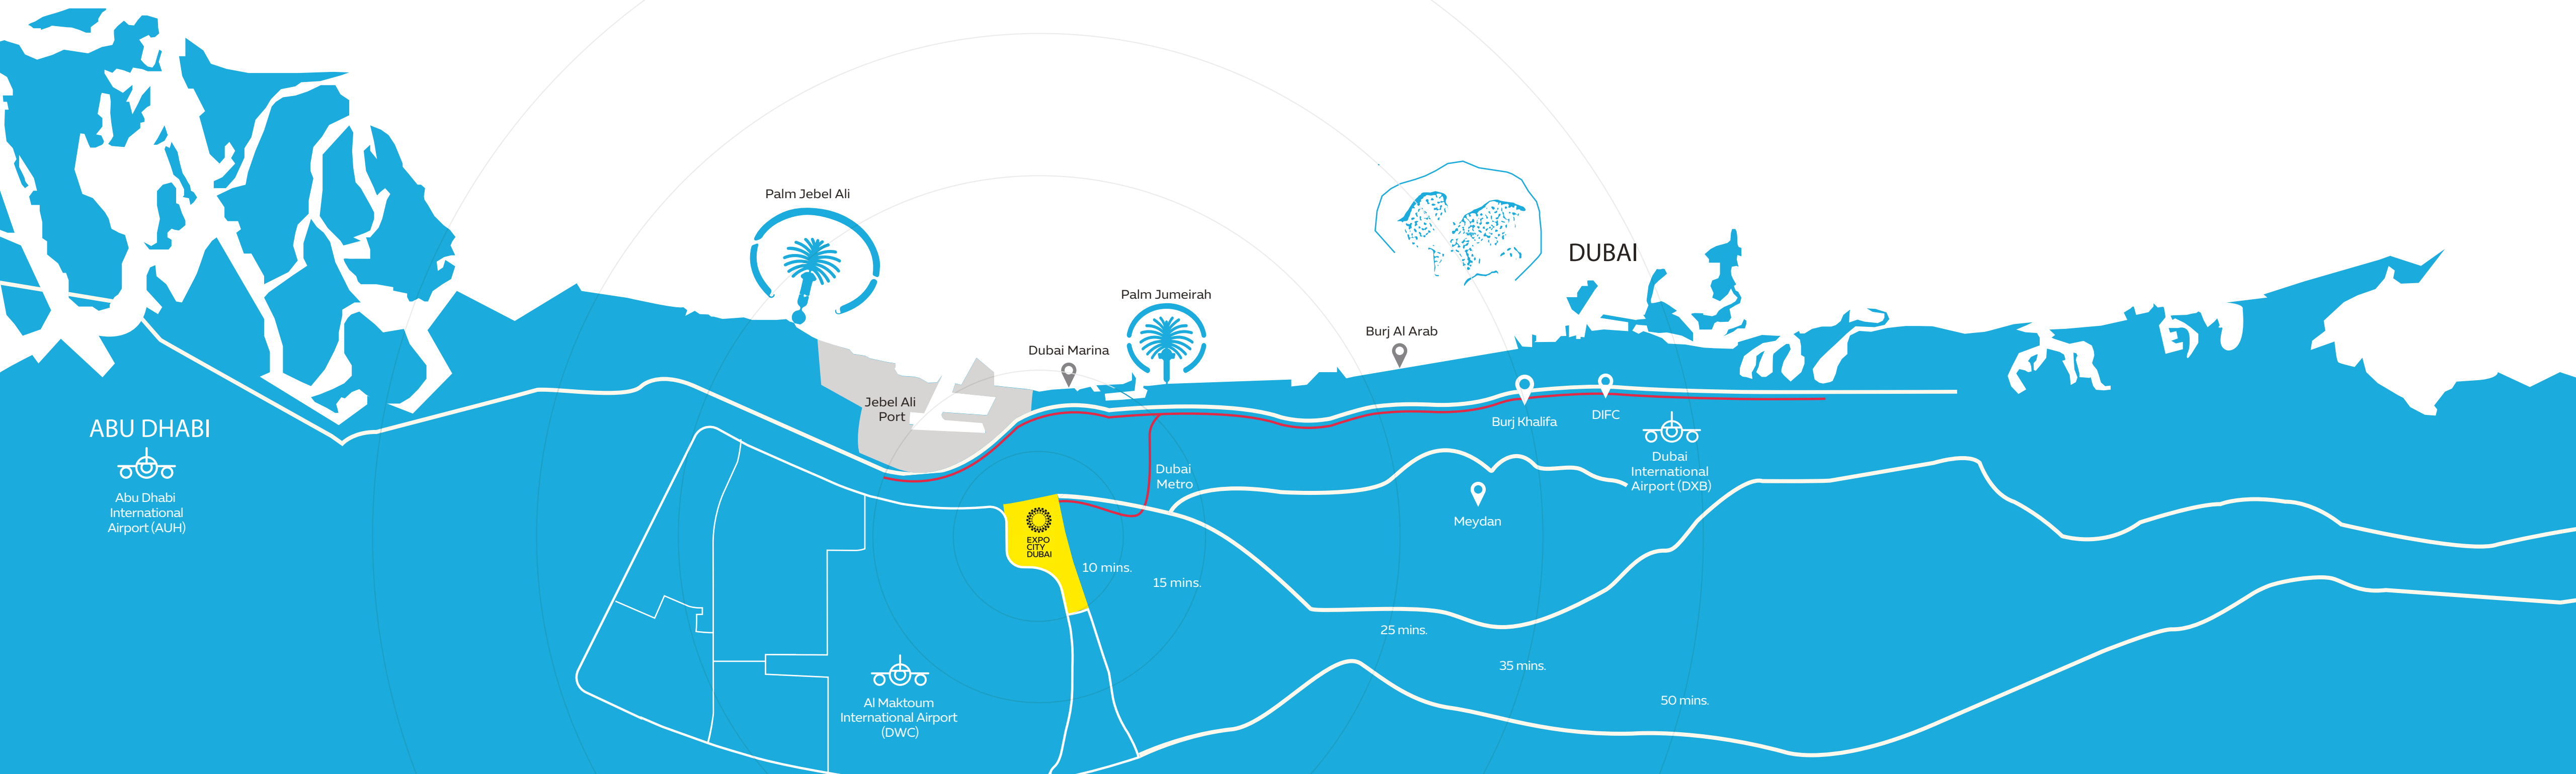 Palm Jebel Ali
DUBAI
Palm Jumeirah
Burj Al Arab
Dubai Marina
Jebel Ali
Port
Burj Khalifa
DIFC
ABU DHABI
Abu Dhabi
International
Airport (AUH)
Dubai
International
Airport (DXB)
Dubai
Metro
Meydan
EXPO
CITY
DUBAI
10 mins.
15 mins.
25 mins.
35 mins.
50 mins.
Al Maktoum
International Airport
(DWC)